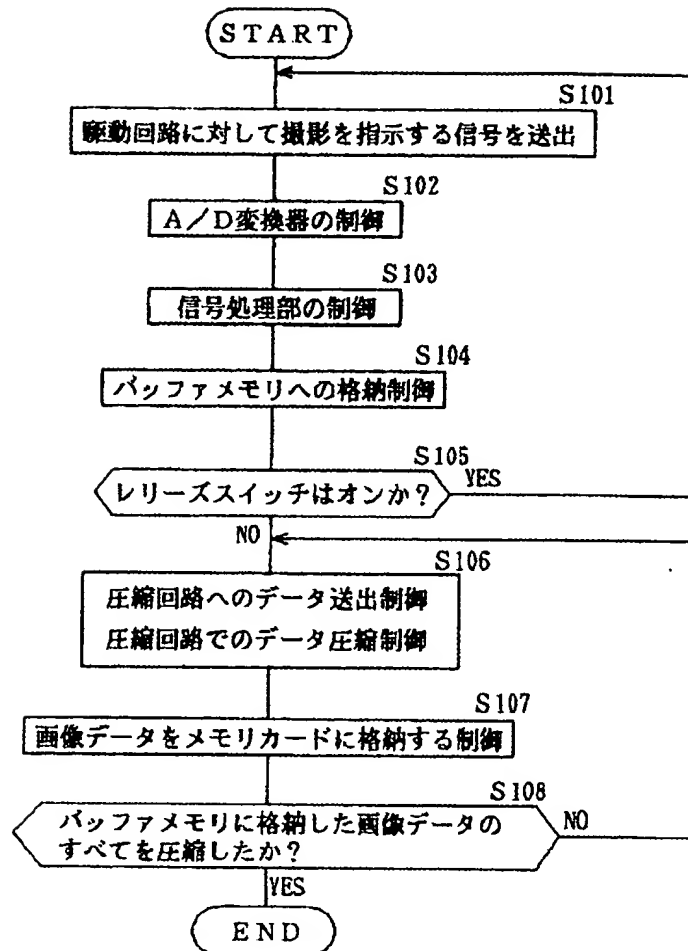 START
S101
駆動回路に対して撮影を指示する信号を送出
S102
A/D変換器の制御
S103
信号処理部の制御
S104
バッファメモリへの格納制御
S105
レリーズスイッチはオンか?
YES
NO
S106
圧縮回路へのデータ送出制御
圧縮回路でのデータ圧縮制御
S107
画像データをメモリカードに格納する制御
S108
バッファメモリに格納した画像データの
すべてを圧縮したか?
NO
YES
END